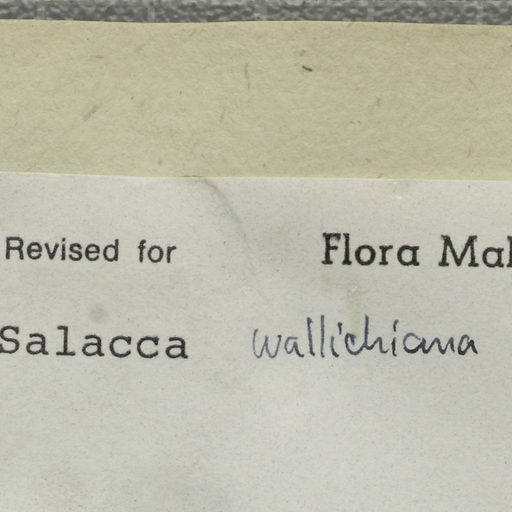 Revised for Flora Mal
Salacca wallichiana